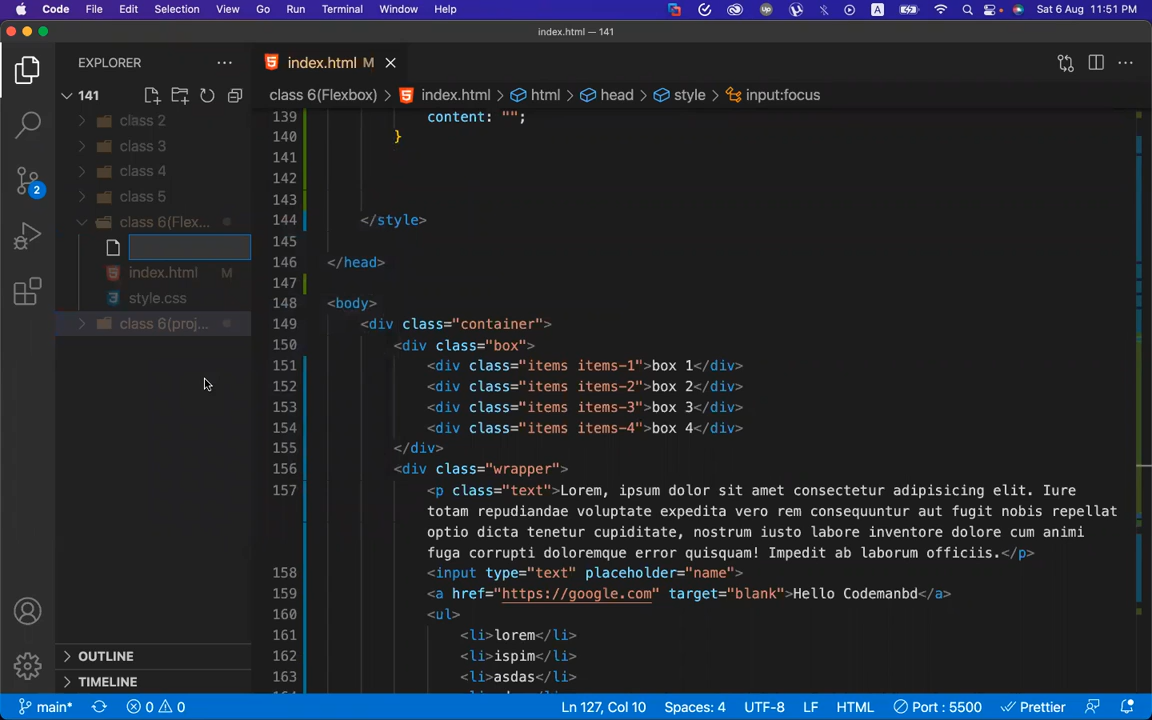 Code File Edit Selection View Go Run Terminal Window Help Up A Sat 6 Aug 11:51 PM
index.html — 141
EXPLORER
index.html M
141
class 6(Flexbox) > index.html > html > head > style > input:focus
class 2
class 3
class 4
class 5
class 6(Flex...
index.html M
style.css
class 6(proj...
139 content: "";
140 }
141
142
143
144 </style>
145
146 </head>
147
148 <body>
149 <div class="container">
150 <div class="box">
151 <div class="items items-1">box 1</div>
152 <div class="items items-2">box 2</div>
153 <div class="items items-3">box 3</div>
154 <div class="items items-4">box 4</div>
155 </div>
156 <div class="wrapper">
157 <p class="text">Lorem, ipsum dolor sit amet consectetur adipisicing elit. Iure
totam repudiandae voluptate expedita vero rem consequuntur aut fugit nobis repellat
optio dicta tenetur cupiditate, nostrum iusto labore inventore dolore cum animi
fuga corrupti doloremque error quisquam! Impedit ab laborum officiis.</p>
158 <input type="text" placeholder="name">
159 <a href="https://google.com" target="blank">Hello Codemanbd</a>
160 <ul>
161 <li>lorem</li>
162 <li>ispim</li>
163 <li>asdas</li>
2
OUTLINE
TIMELINE
main* 0 0 Ln 127, Col 10 Spaces: 4 UTF-8 LF HTML Port : 5500 Prettier